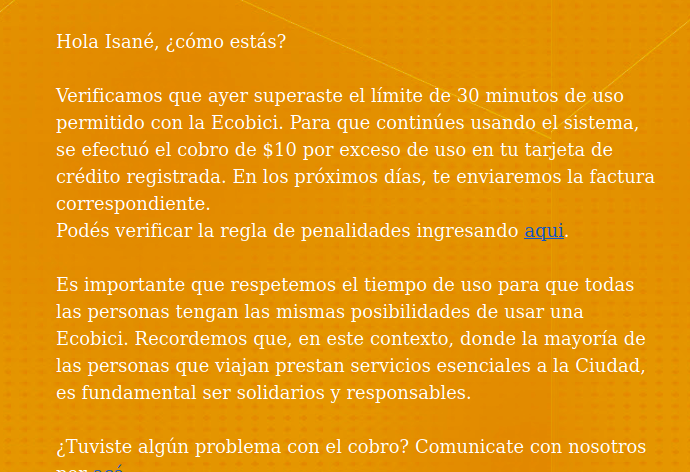 Hola Isané, ¿cómo estás?
Verificamos que ayer superaste el límite de 30 minutos de uso
permitido con la Ecobici. Para que continúes usando el sistema,
se efectuó el cobro de $10 por exceso de uso en tu tarjeta de
crédito registrada. En los próximos días, te enviaremos la factura
correspondiente.
Podés verificar la regla de penalidades ingresando aqui.
Es importante que respetemos el tiempo de uso para que todas
las personas tengan las mismas posibilidades de usar una
Ecobici. Recordemos que, en este contexto, donde la mayoría de
las personas que viajan prestan servicios esenciales a la Ciudad,
es fundamental ser solidarios y responsables.
¿Tuviste algún problema con el cobro? Comunicate con nosotros
por acá